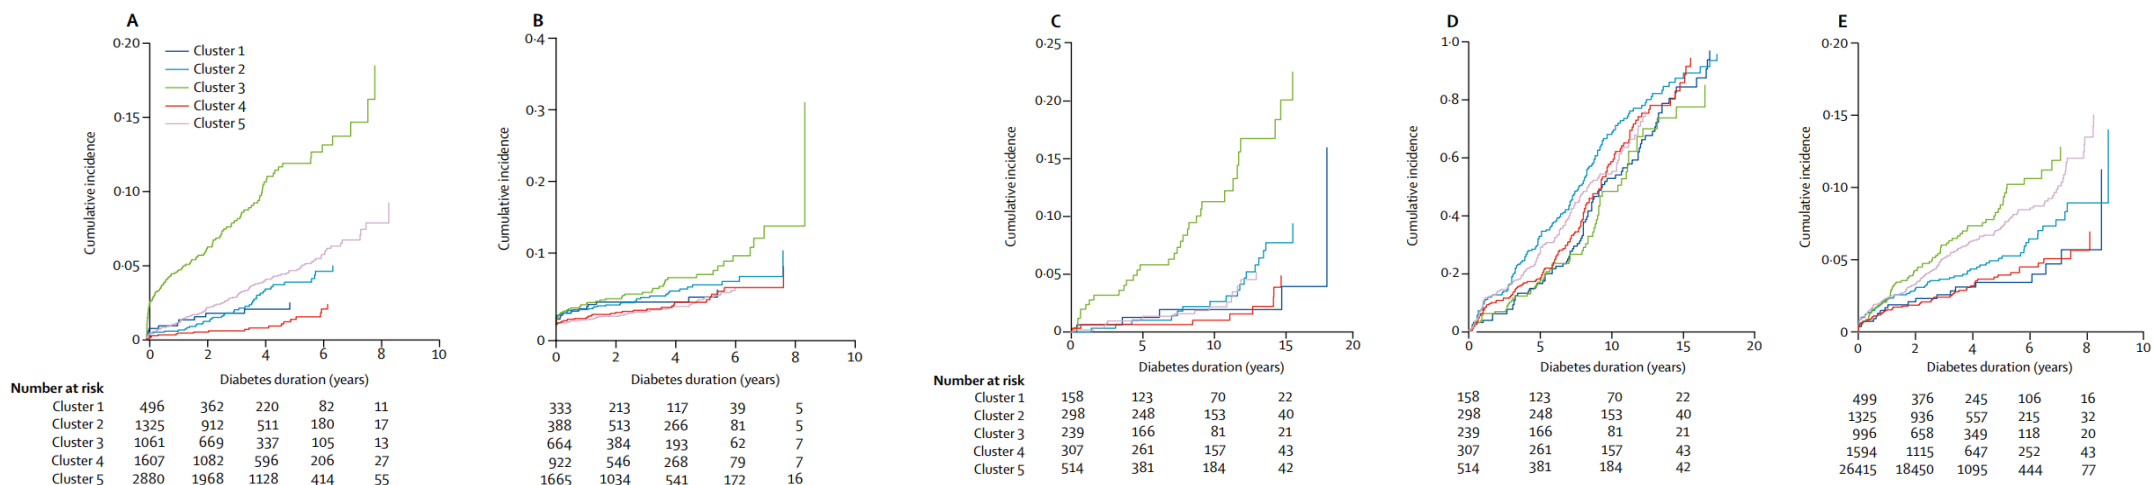 A
0·20
0·15
0·10
0·05
0
Cumulative incidence
Cluster 1
Cluster 2
Cluster 3
Cluster 4
Cluster 5
0 2 4 6 8 10
Diabetes duration (years)
Number at risk
Cluster 1 496 362 220 82 11
Cluster 2 1325 912 511 180 17
Cluster 3 1061 669 337 105 13
Cluster 4 1607 1082 596 206 27
Cluster 5 2880 1968 1128 414 55
B
0·4
0·3
0·2
0·1
0
Cumulative incidence
0 2 4 6 8 10
Diabetes duration (years)
333 213 117 39 5
388 513 266 81 5
664 384 193 62 7
922 546 268 79 7
1665 1034 541 172 16
C
0·25
0·20
0·15
0·10
0·05
0
Cumulative incidence
0 5 10 15 20
Diabetes duration (years)
Number at risk
Cluster 1 158 123 70 22
Cluster 2 298 248 153 40
Cluster 3 239 166 81 21
Cluster 4 307 261 157 43
Cluster 5 514 381 184 42
D
1·0
0·8
0·6
0·4
0·2
0
Cumulative incidence
0 5 10 15 20
Diabetes duration (years)
158 123 70 22
298 248 153 40
239 166 81 21
307 261 157 43
514 381 184 42
E
0·20
0·15
0·10
0·05
0
Cumulative incidence
0 2 4 6 8 10
Diabetes duration (years)
499 376 245 106 16
1325 936 557 215 32
996 658 349 118 20
1594 1115 647 252 43
26415 18450 1095 444 77